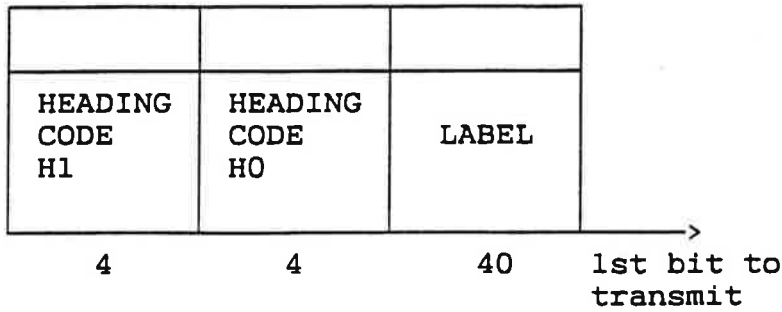 HEADING CODE H1
HEADING CODE H0
LABEL
4 4 40 1st bit to transmit